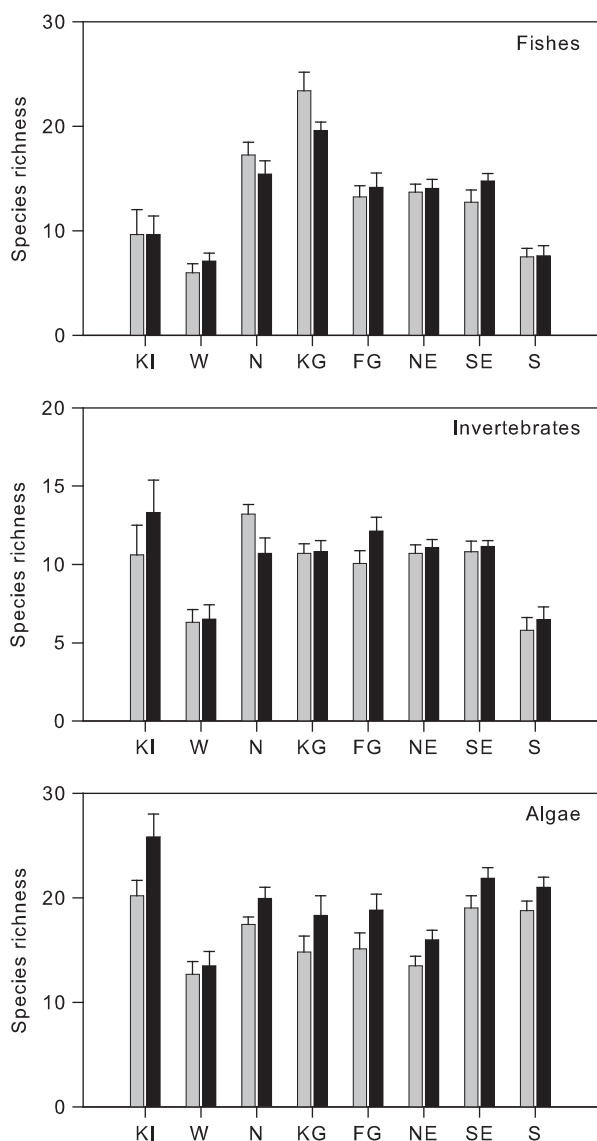 30
Fishes
20
10
0
Species richness
KI W N KG FG NE SE S
20
Invertebrates
15
10
5
0
Species richness
KI W N KG FG NE SE S
30
Algae
20
10
0
Species richness
KI W N KG FG NE SE S